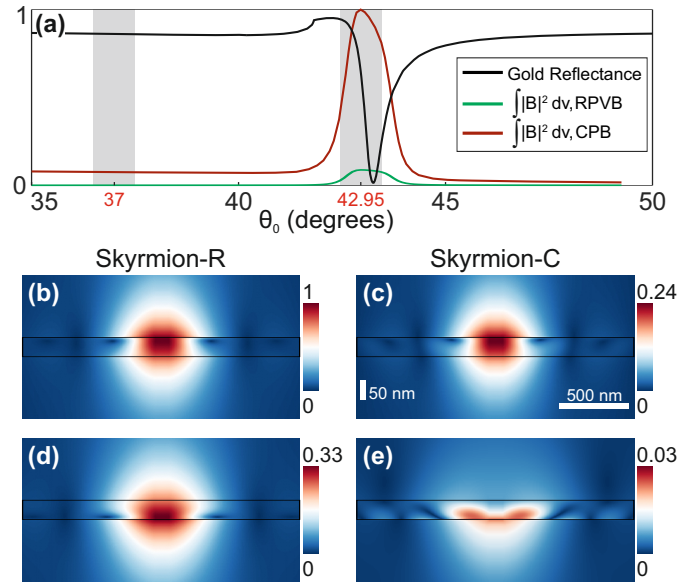 1
(a)
Gold Reflectance
∫|B|² dv, RPVB
∫|B|² dv, CPB
0
35
37
40
42.95
45
50
θ₀ (degrees)
Skyrmion-R
Skyrmion-C
(b)
1
0
(c)
0.24
50 nm
500 nm
0
(d)
0.33
0
(e)
0.03
0